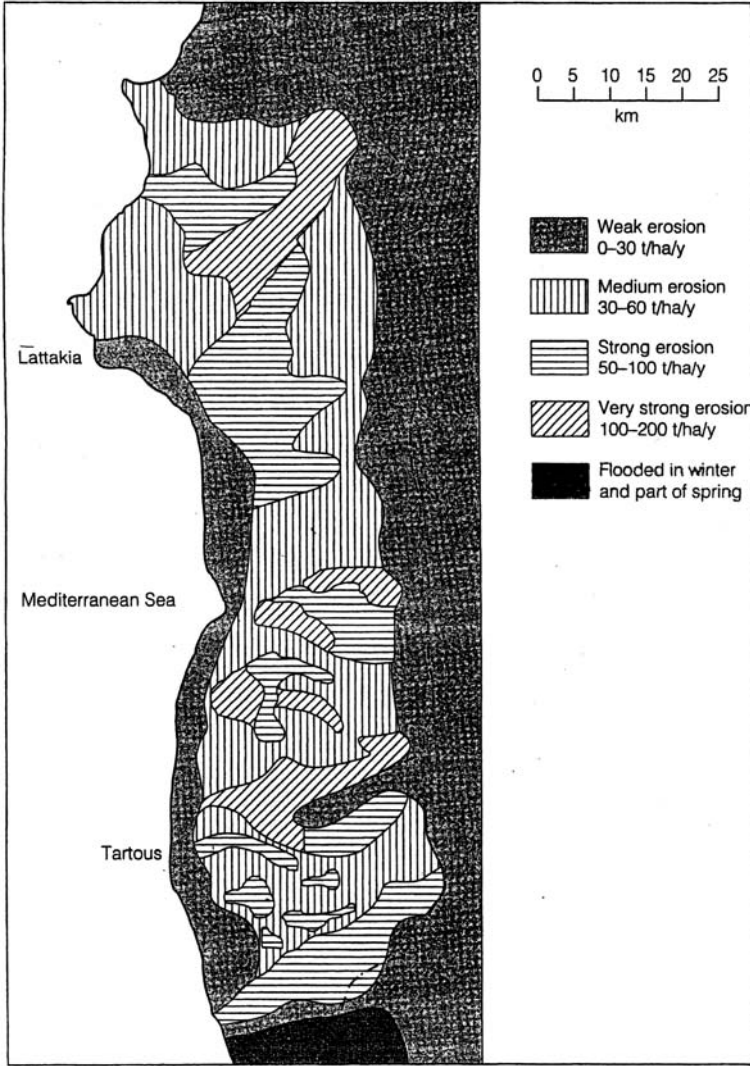 0 5 10 15 20 25
km
Weak erosion
0–30 t/ha/y
Medium erosion
30–60 t/ha/y
Lattakia
Strong erosion
50–100 t/ha/y
Very strong erosion
100–200 t/ha/y
Flooded in winter
and part of spring
Mediterranean Sea
Tartous